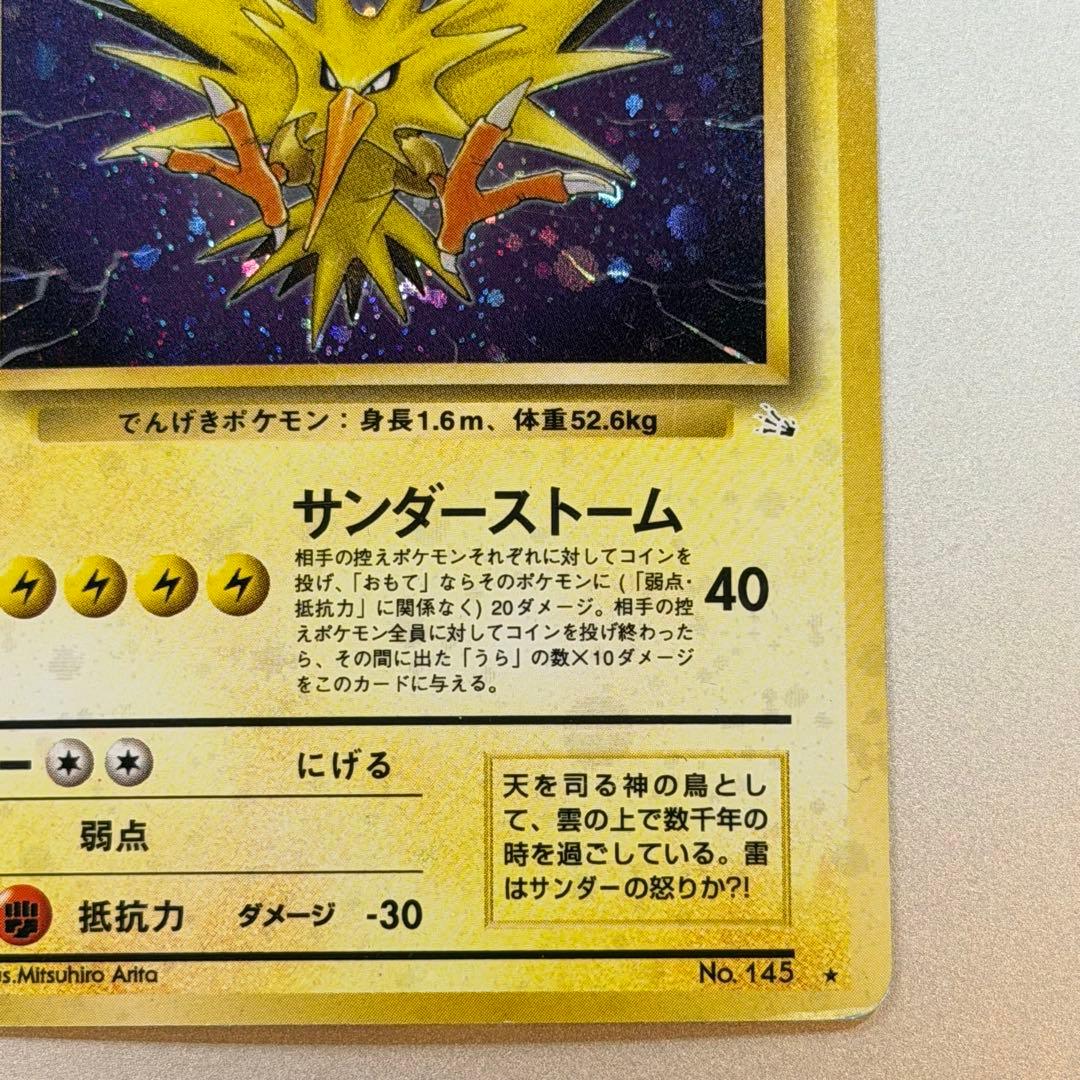 でんげきポケモン：身長1.6m、体重52.6kg
サンダーストーム
相手の控えポケモンそれぞれに対してコインを
投げ、「おもて」ならそのポケモンに (「弱点・
抵抗力」に関係なく) 20ダメージ。相手の控
えポケモン全員に対してコインを投げ終わった
ら、その間に出た「うら」の数×10ダメージ
をこのカードに与える。
40
にげる
弱点
抵抗力 ダメージ -30
天を司る神の鳥とし
て、雲の上で数千年の
時を過ごしている。雷
はサンダーの怒りか?!
s.Mitsuhiro Arita
No. 145 ★